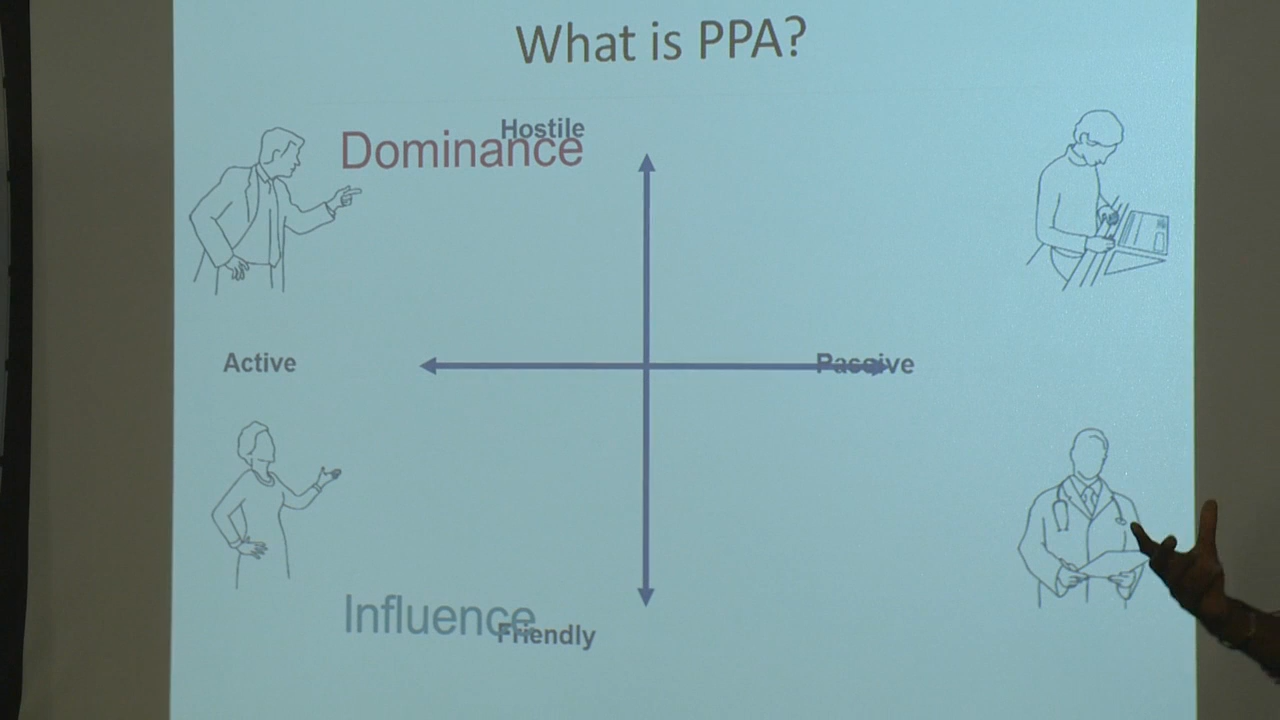 What is PPA?
Hostile
Dominance
Active
Passive
Influence
Friendly